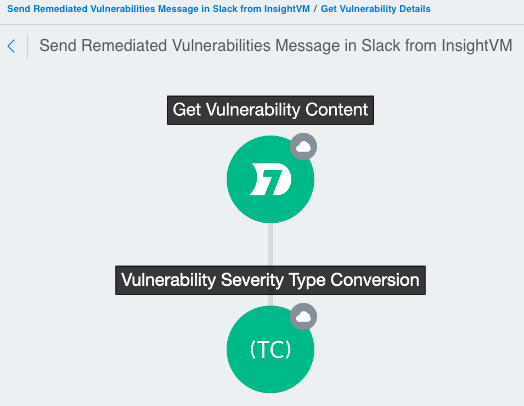 Send Remediated Vulnerabilities Message in Slack from InsightVM / Get Vulnerability Details
Send Remediated Vulnerabilities Message in Slack from InsightVM
Get Vulnerability Content
Vulnerability Severity Type Conversion
(TC)